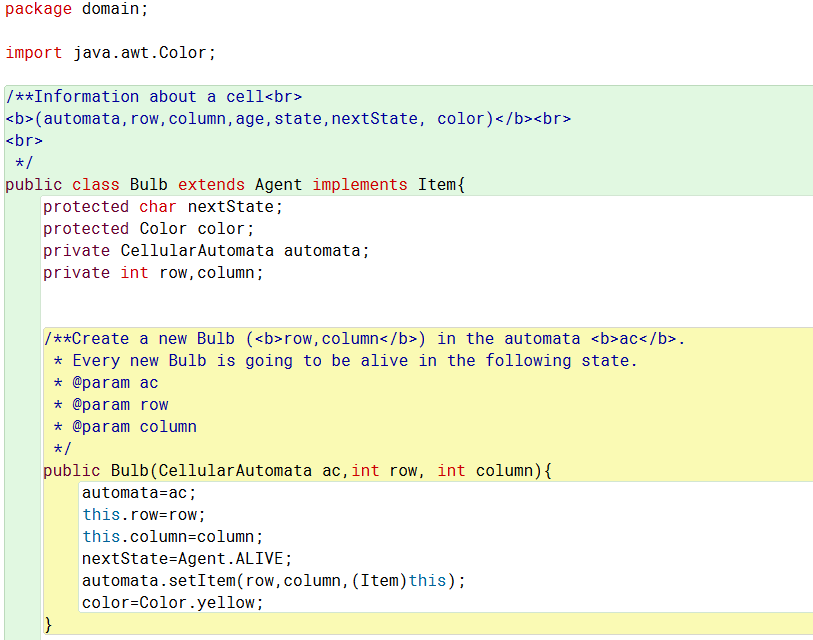 package domain;
import java.awt.Color;
/**Information about a cell<br>
<b>(automata,row,column,age,state,nextState, color)</b><br>
<br>
*/
public class Bulb extends Agent implements Item{
protected char nextState;
protected Color color;
private CellularAutomata automata;
private int row,column;
/**Create a new Bulb (<b>row,column</b>) in the automata <b>ac</b>.
* Every new Bulb is going to be alive in the following state.
* @param ac
* @param row
* @param column
*/
public Bulb(CellularAutomata ac,int row, int column){
automata=ac;
this.row=row;
this.column=column;
nextState=Agent.ALIVE;
automata.setItem(row,column,(Item)this);
color=Color.yellow;
}